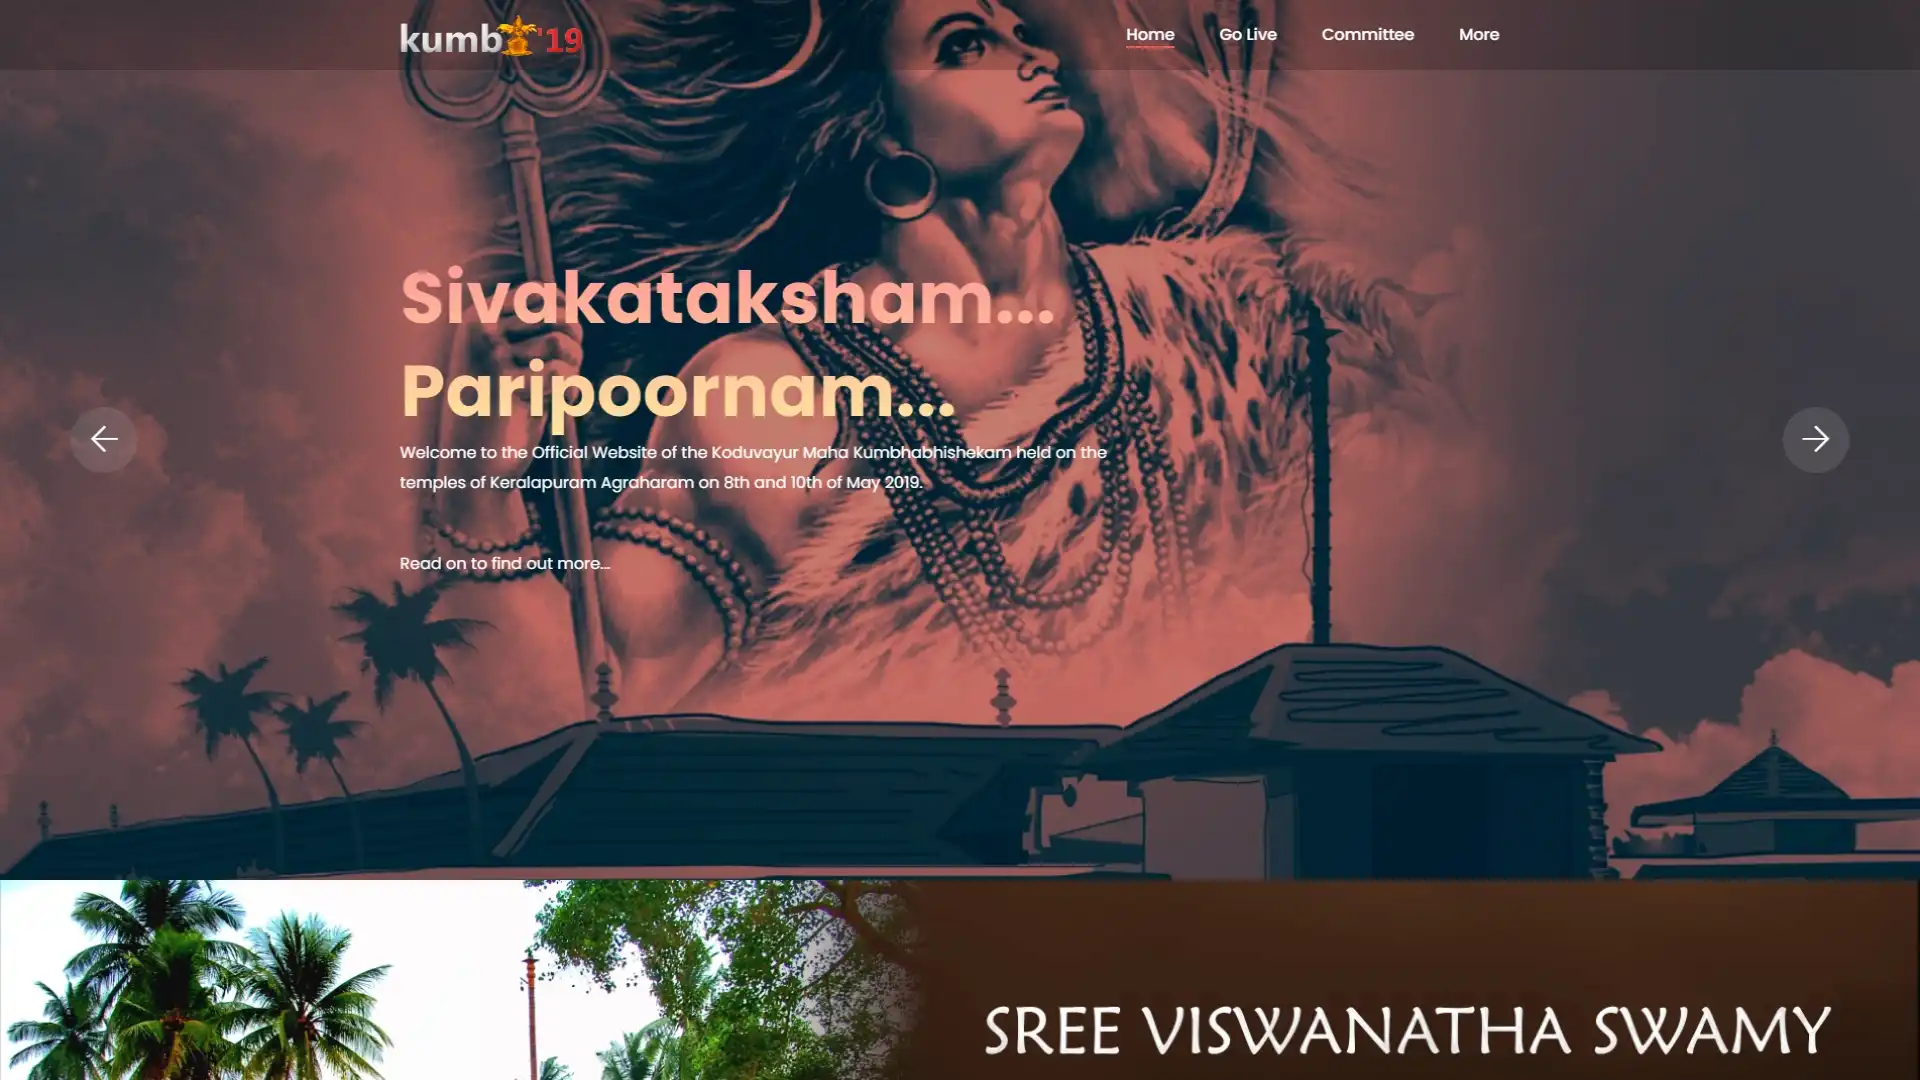 kumb '19
Home
Go Live
Committee
More
Sivakataksham...
Paripoornam...
Welcome to the Official Website of the Koduvayur Maha Kumbhabhishekam held on the
temples of Keralapuram Agraharam on 8th and 10th of May 2019.
Read on to find out more...
SREE VISWANATHA SWAMY